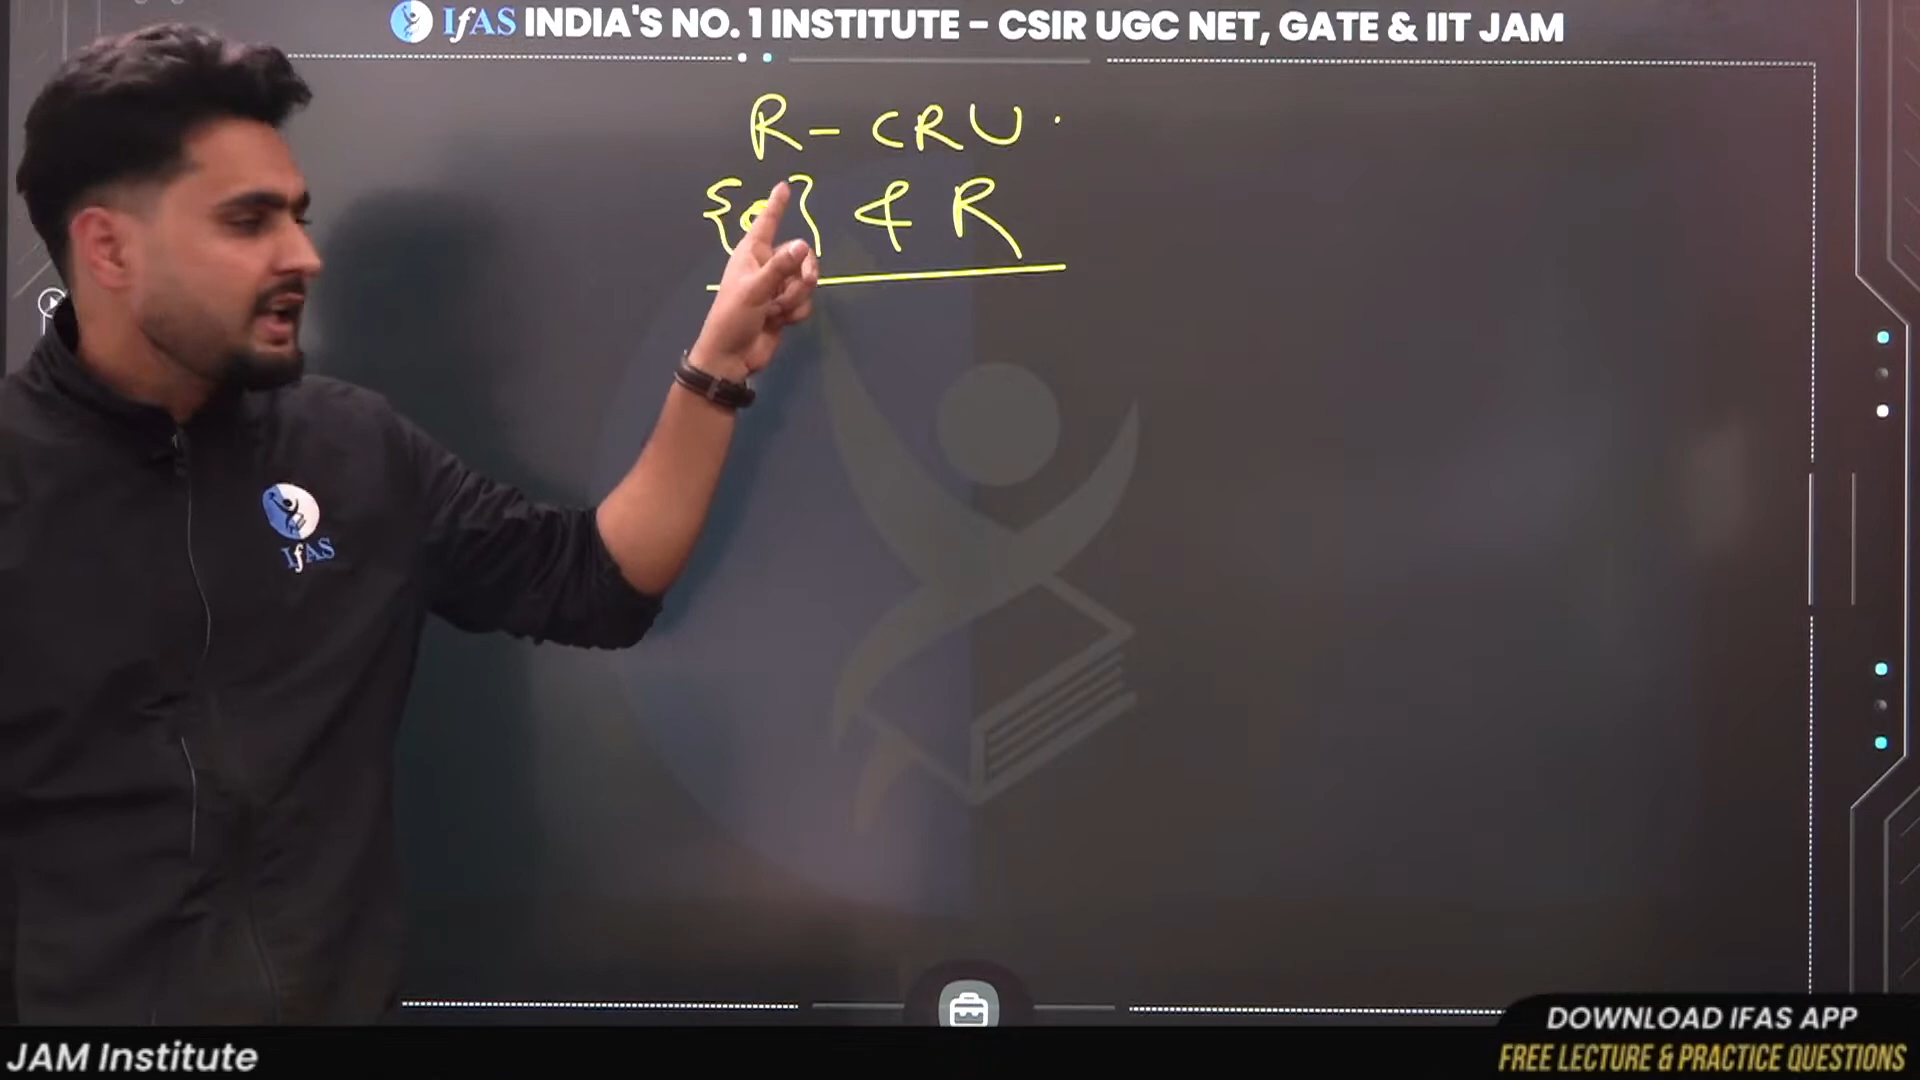 IfAS INDIA'S NO. 1 INSTITUTE - CSIR UGC NET, GATE & IIT JAM
R - CRU .
{0} & R
IfAS
DOWNLOAD IFAS APP
JAM Institute
FREE LECTURE & PRACTICE QUESTIONS